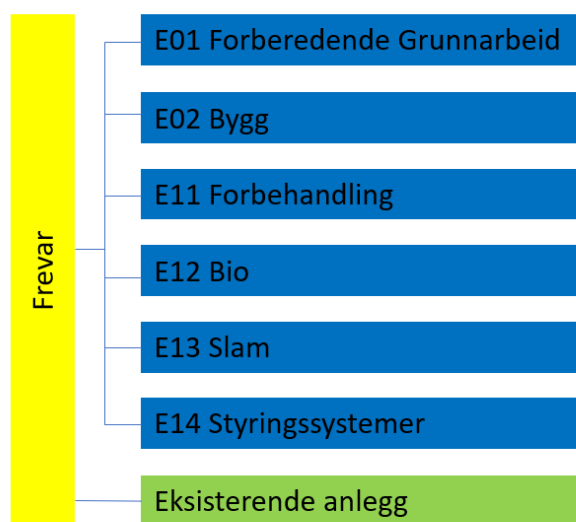 Frevar
E01 Forberedende Grunnarbeid
E02 Bygg
E11 Forbehandling
E12 Bio
E13 Slam
E14 Styringssystemer
Eksisterende anlegg